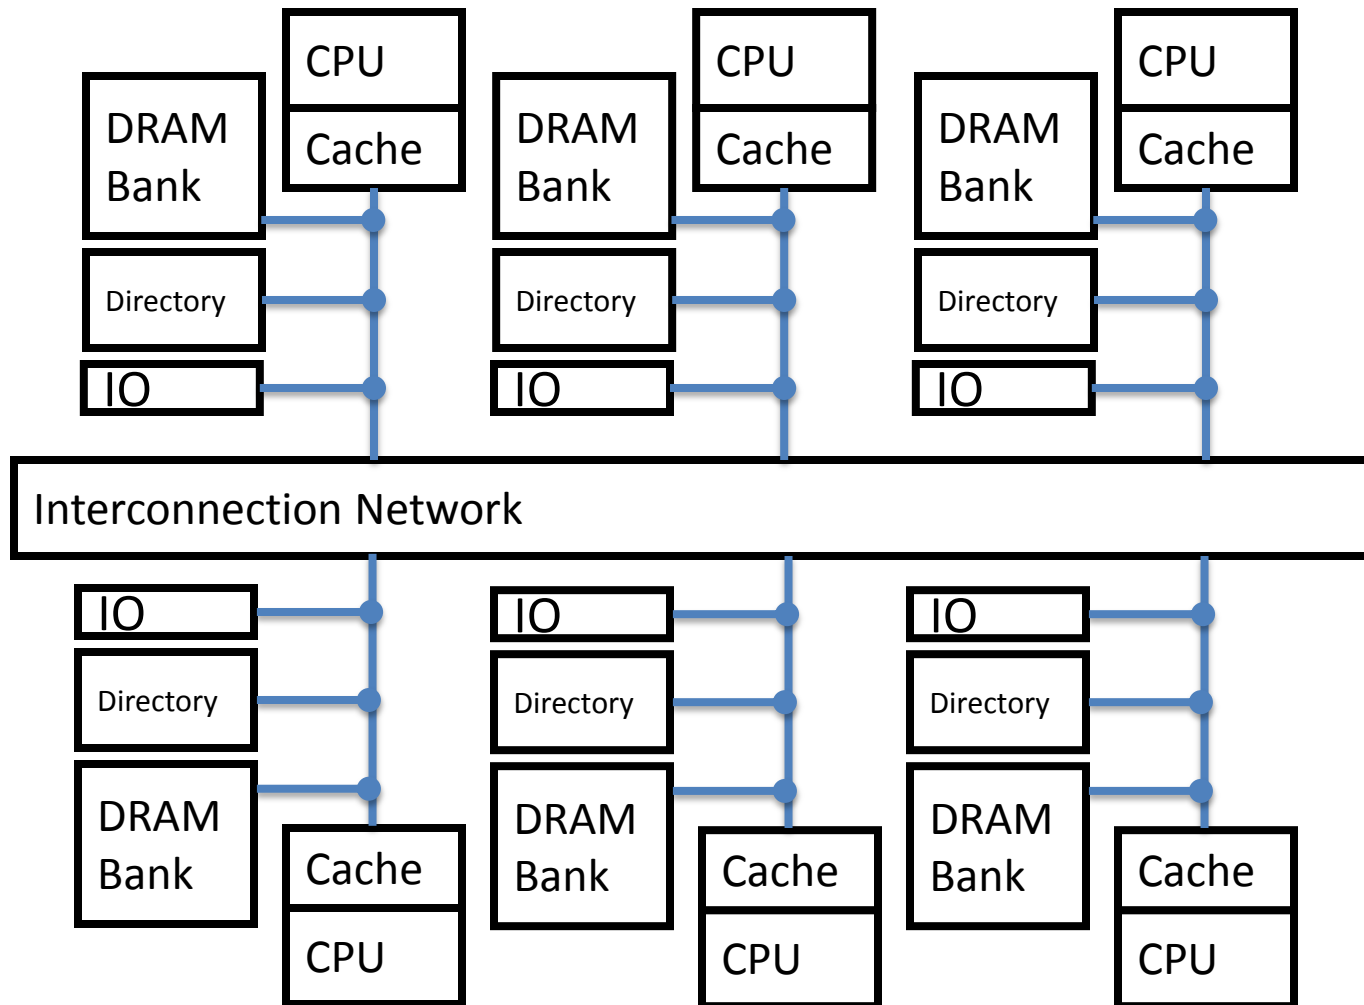 CPU
DRAM
Bank
Cache
Directory
IO
CPU
DRAM
Bank
Cache
Directory
IO
CPU
DRAM
Bank
Cache
Directory
IO
Interconnection Network
IO
Directory
DRAM
Bank
Cache
CPU
IO
Directory
DRAM
Bank
Cache
CPU
IO
Directory
DRAM
Bank
Cache
CPU